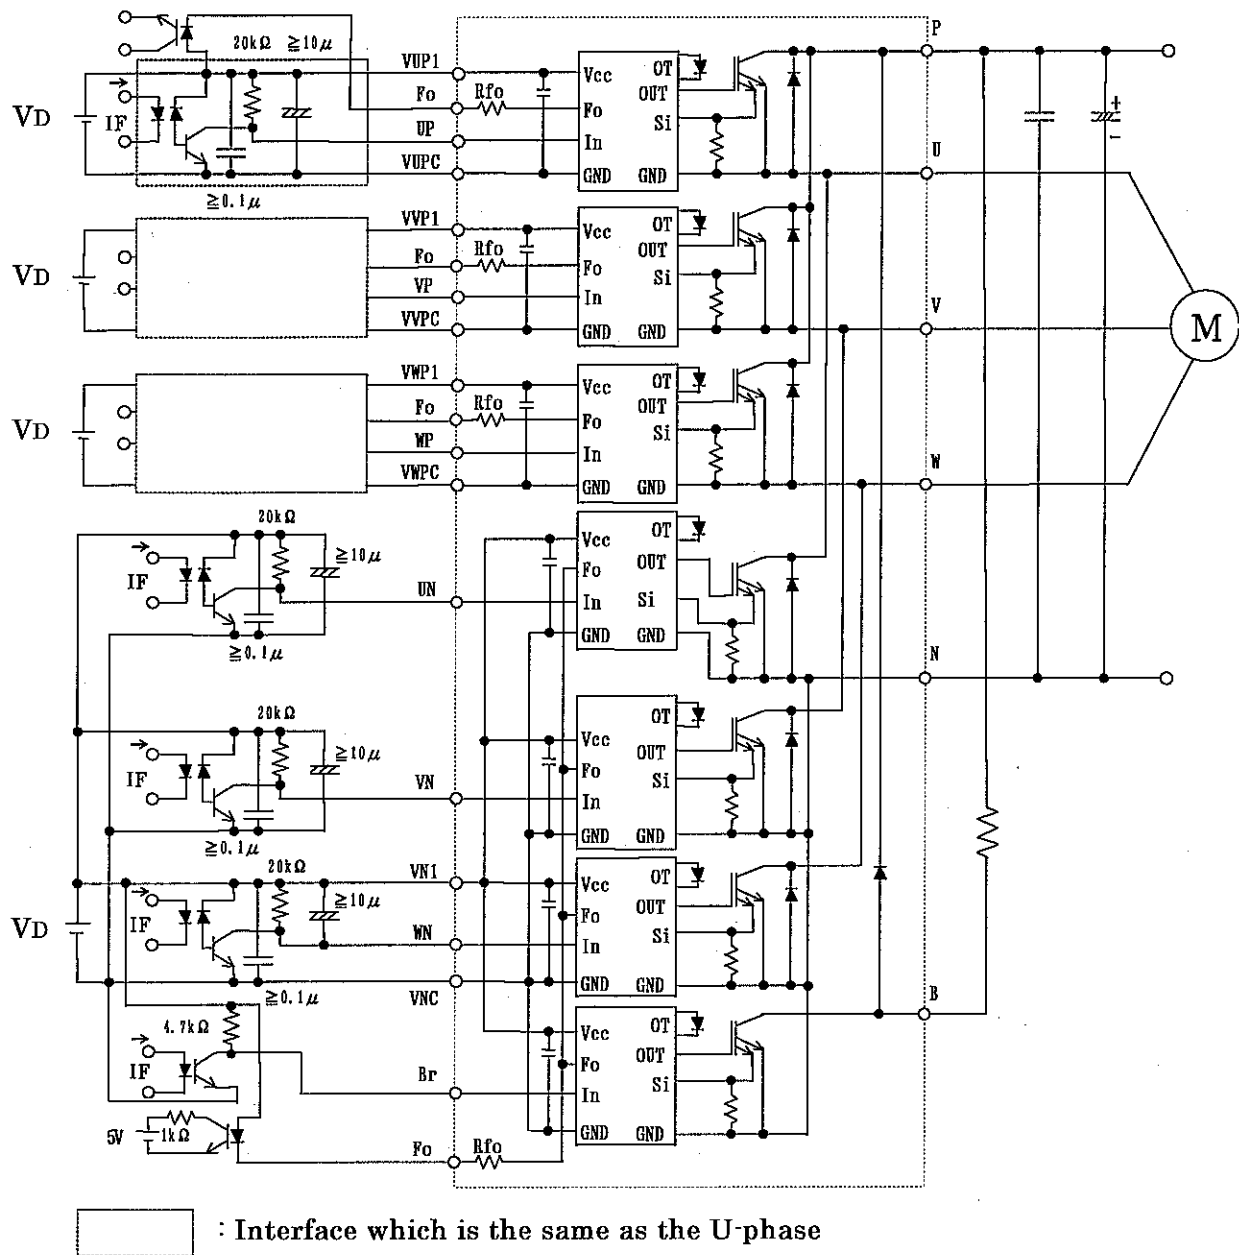 P
20kΩ ≧10μ
VUP1
Vcc
OT
VD
IF
Fo
Rfo
Fo
OUT
UP
In
Si
VUPC
GND
GND
U
≧0.1μ
VVP1
Vcc
OT
VD
Fo
Rfo
Fo
OUT
VP
In
Si
VVPC
GND
GND
V
M
VWP1
Vcc
OT
VD
Fo
Rfo
Fo
OUT
WP
In
Si
VWPC
GND
GND
W
+
-
20kΩ
≧10μ
IF
UN
≧0.1μ
Vcc
OT
Fo
OUT
In
Si
GND
GND
N
20kΩ
≧10μ
IF
VN
≧0.1μ
Vcc
OT
Fo
OUT
In
Si
GND
GND
20kΩ
≧10μ
VN1
VD
IF
WN
VNC
≧0.1μ
Vcc
OT
Fo
OUT
In
Si
GND
GND
B
4.7kΩ
IF
Br
Vcc
OT
Fo
OUT
In
Si
GND
GND
5V
1kΩ
Fo
Rfo
: Interface which is the same as the U-phase